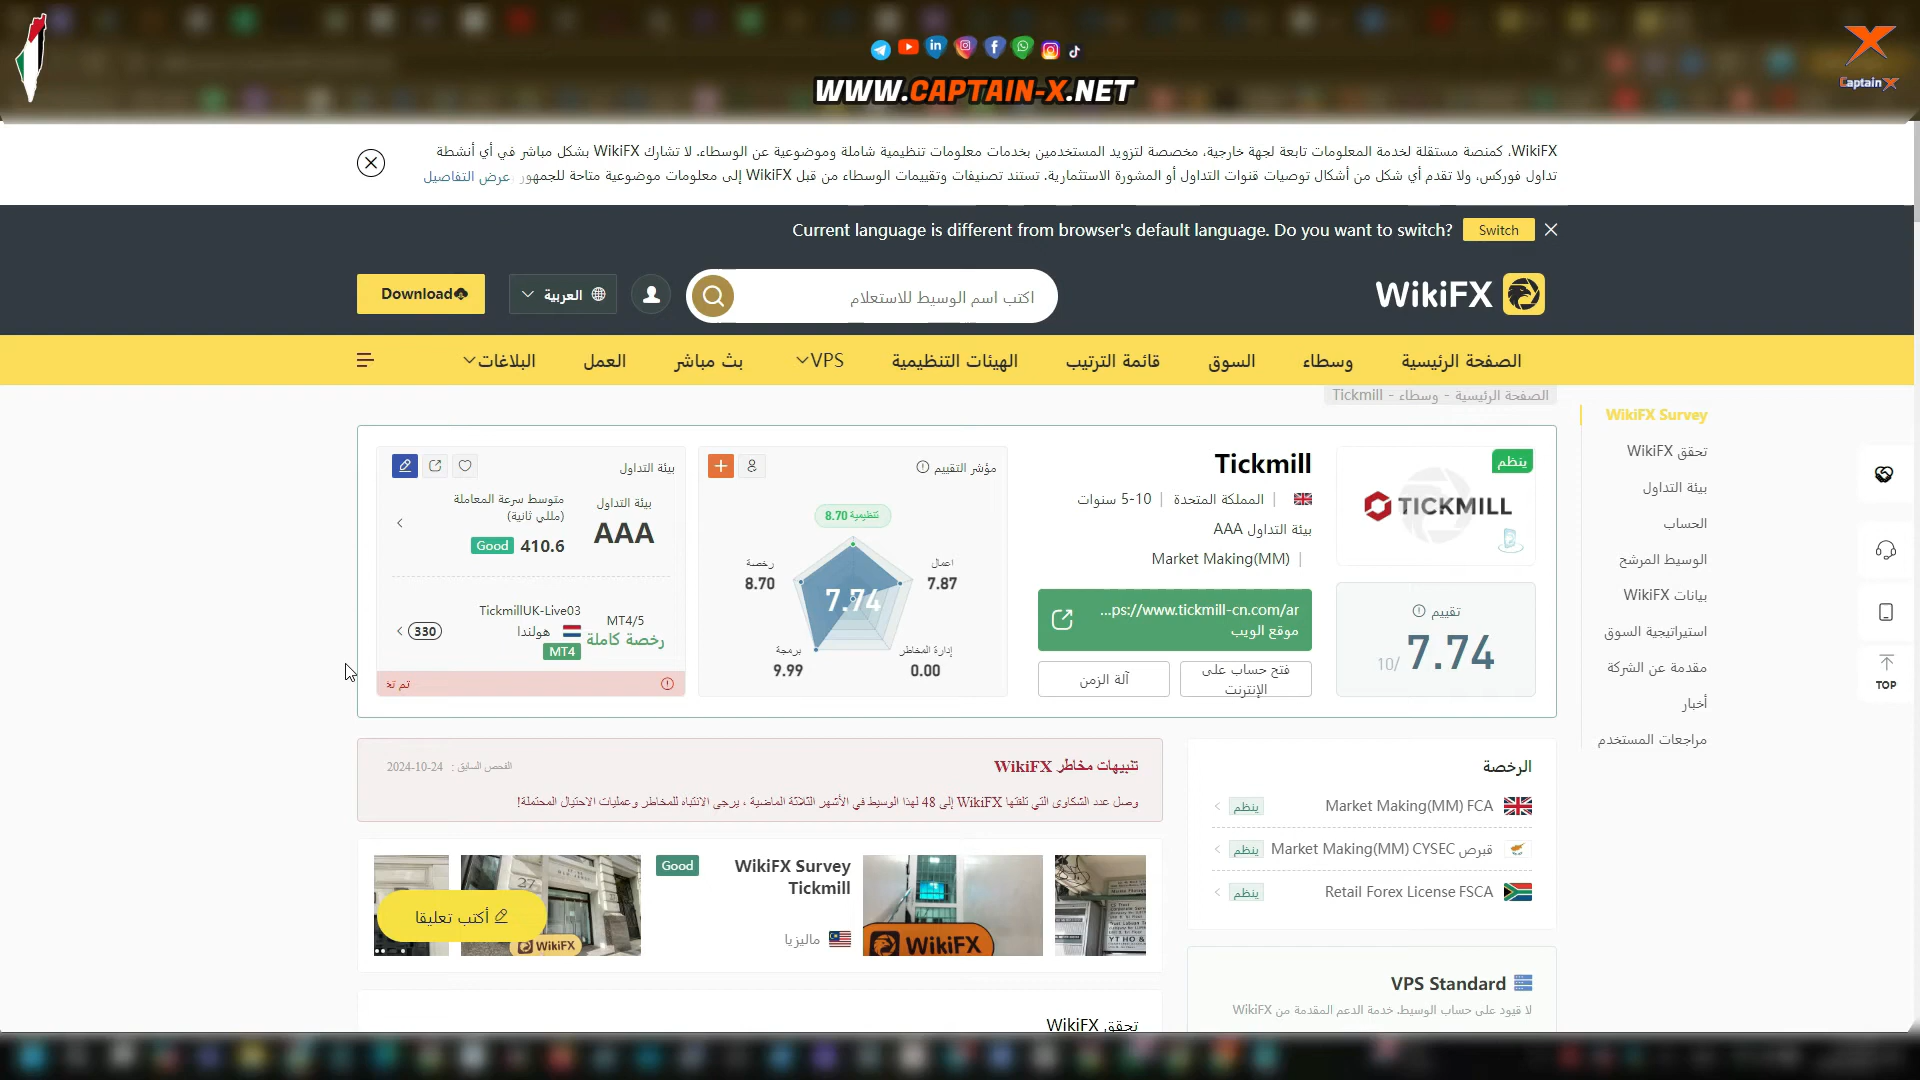 WWW.CAPTAIN-X.NET
Captain X
WikiFX، كمنصة مستقلة لخدمة المعلومات تابعة لجهة خارجية، مخصصة لتزويد المستخدمين بخدمات معلومات تنظيمية شاملة وموضوعية عن الوسطاء. لا تشارك WikiFX بشكل مباشر في أي أنشطة
تداول فوركس، ولا تقدم أي شكل من أشكال توصيات قنوات التداول أو المشورة الاستثمارية. تستند تصنيفات وتقييمات الوسطاء من قبل WikiFX إلى معلومات موضوعية متاحة للجمهور
عرض التفاصيل
Current language is different from browser's default language. Do you want to switch?
Switch
WikiFX
اكتب اسم الوسيط للاستعلام
العربية
Download
الصفحة الرئيسية
وسطاء
السوق
قائمة الترتيب
الهيئات التنظيمية
VPS
بث مباشر
العمل
البلاغات
الصفحة الرئيسية - وسطاء - Tickmill
WikiFX Survey
تحقق WikiFX
بيئة التداول
الحساب
الوسيط المرشح
بيانات WikiFX
استراتيجية السوق
مقدمة عن الشركة
أخبار
مراجعات المستخدم
TOP
ينظم
TICKMILL
تقييم
7.74 /10
Tickmill
المملكة المتحدة | 5-10 سنوات
بيئة التداول AAA
Market Making(MM)
ps://www.tickmill-cn.com/ar...
موقع الويب
فتح حساب على الإنترنت
آلة الزمن
مؤشر التقييم
تنظيمية 8.70
رخصة
8.70
اعمال
7.87
7.74
برمجة
9.99
إدارة المخاطر
0.00
بيئة التداول
بيئة التداول
AAA
متوسط سرعة المعاملة
(مللي ثانية)
410.6 Good
MT4/5
رخصة كاملة
TickmillUK-Live03
هولندا
330
MT4
تم تح
تنبيهات مخاطر WikiFX
الفحص السابق : 2024-10-24
وصل عدد الشكاوى التي تلقتها WikiFX إلى 48 لهذا الوسيط في الأشهر الثلاثة الماضية ، يرجى الانتباه للمخاطر وعمليات الاحتيال المحتملة!
الرخصة
Market Making(MM) FCA
ينظم
قبرص Market Making(MM) CYSEC
ينظم
Retail Forex License FSCA
ينظم
WikiFX Survey
Tickmill
Good
ماليزيا
27
WikiFX
WikiFX
YT HO &
أكتب تعليقا
VPS Standard
لا قيود على حساب الوسيط. خدمة الدعم المقدمة من WikiFX
تحقق WikiFX